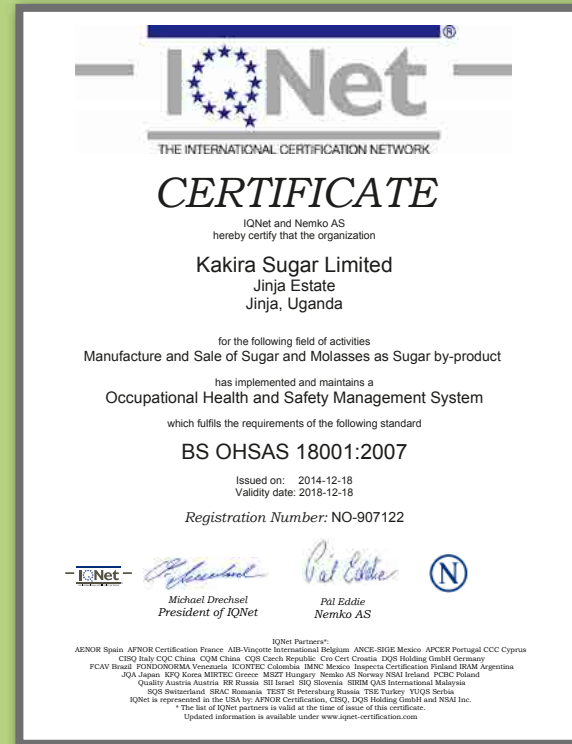 ®
IQNet
THE INTERNATIONAL CERTIFICATION NETWORK
CERTIFICATE
IQNet and Nemko AS
hereby certify that the organization
Kakira Sugar Limited
Jinja Estate
Jinja, Uganda
for the following field of activities
Manufacture and Sale of Sugar and Molasses as Sugar by-product
has implemented and maintains a
Occupational Health and Safety Management System
which fulfils the requirements of the following standard
BS OHSAS 18001:2007
Issued on: 2014-12-18
Validity date: 2018-12-18
Registration Number: NO-907122
IQNet
Pål Eddie
N
Michael Drechsel
President of IQNet
Pål Eddie
Nemko AS
IQNet Partners*:
AENOR Spain AFNOR Certification France AIB-Vinçotte International Belgium ANCE-SIGE Mexico APCER Portugal CCC Cyprus
CISQ Italy CQC China CQM China CQS Czech Republic Cro Cert Croatia DQS Holding GmbH Germany
FCAV Brazil FONDONORMA Venezuela ICONTEC Colombia IMNC Mexico Inspecta Certification Finland IRAM Argentina
JQA Japan KFQ Korea MIRTEC Greece MSZT Hungary Nemko AS Norway NSAI Ireland PCBC Poland
Quality Austria Austria RR Russia SII Israel SIQ Slovenia SIRIM QAS International Malaysia
SQS Switzerland SRAC Romania TEST St Petersburg Russia TSE Turkey YUQS Serbia
IQNet is represented in the USA by: AFNOR Certification, CISQ, DQS Holding GmbH and NSAI Inc.
* The list of IQNet partners is valid at the time of issue of this certificate.
Updated information is available under www.iqnet-certification.com